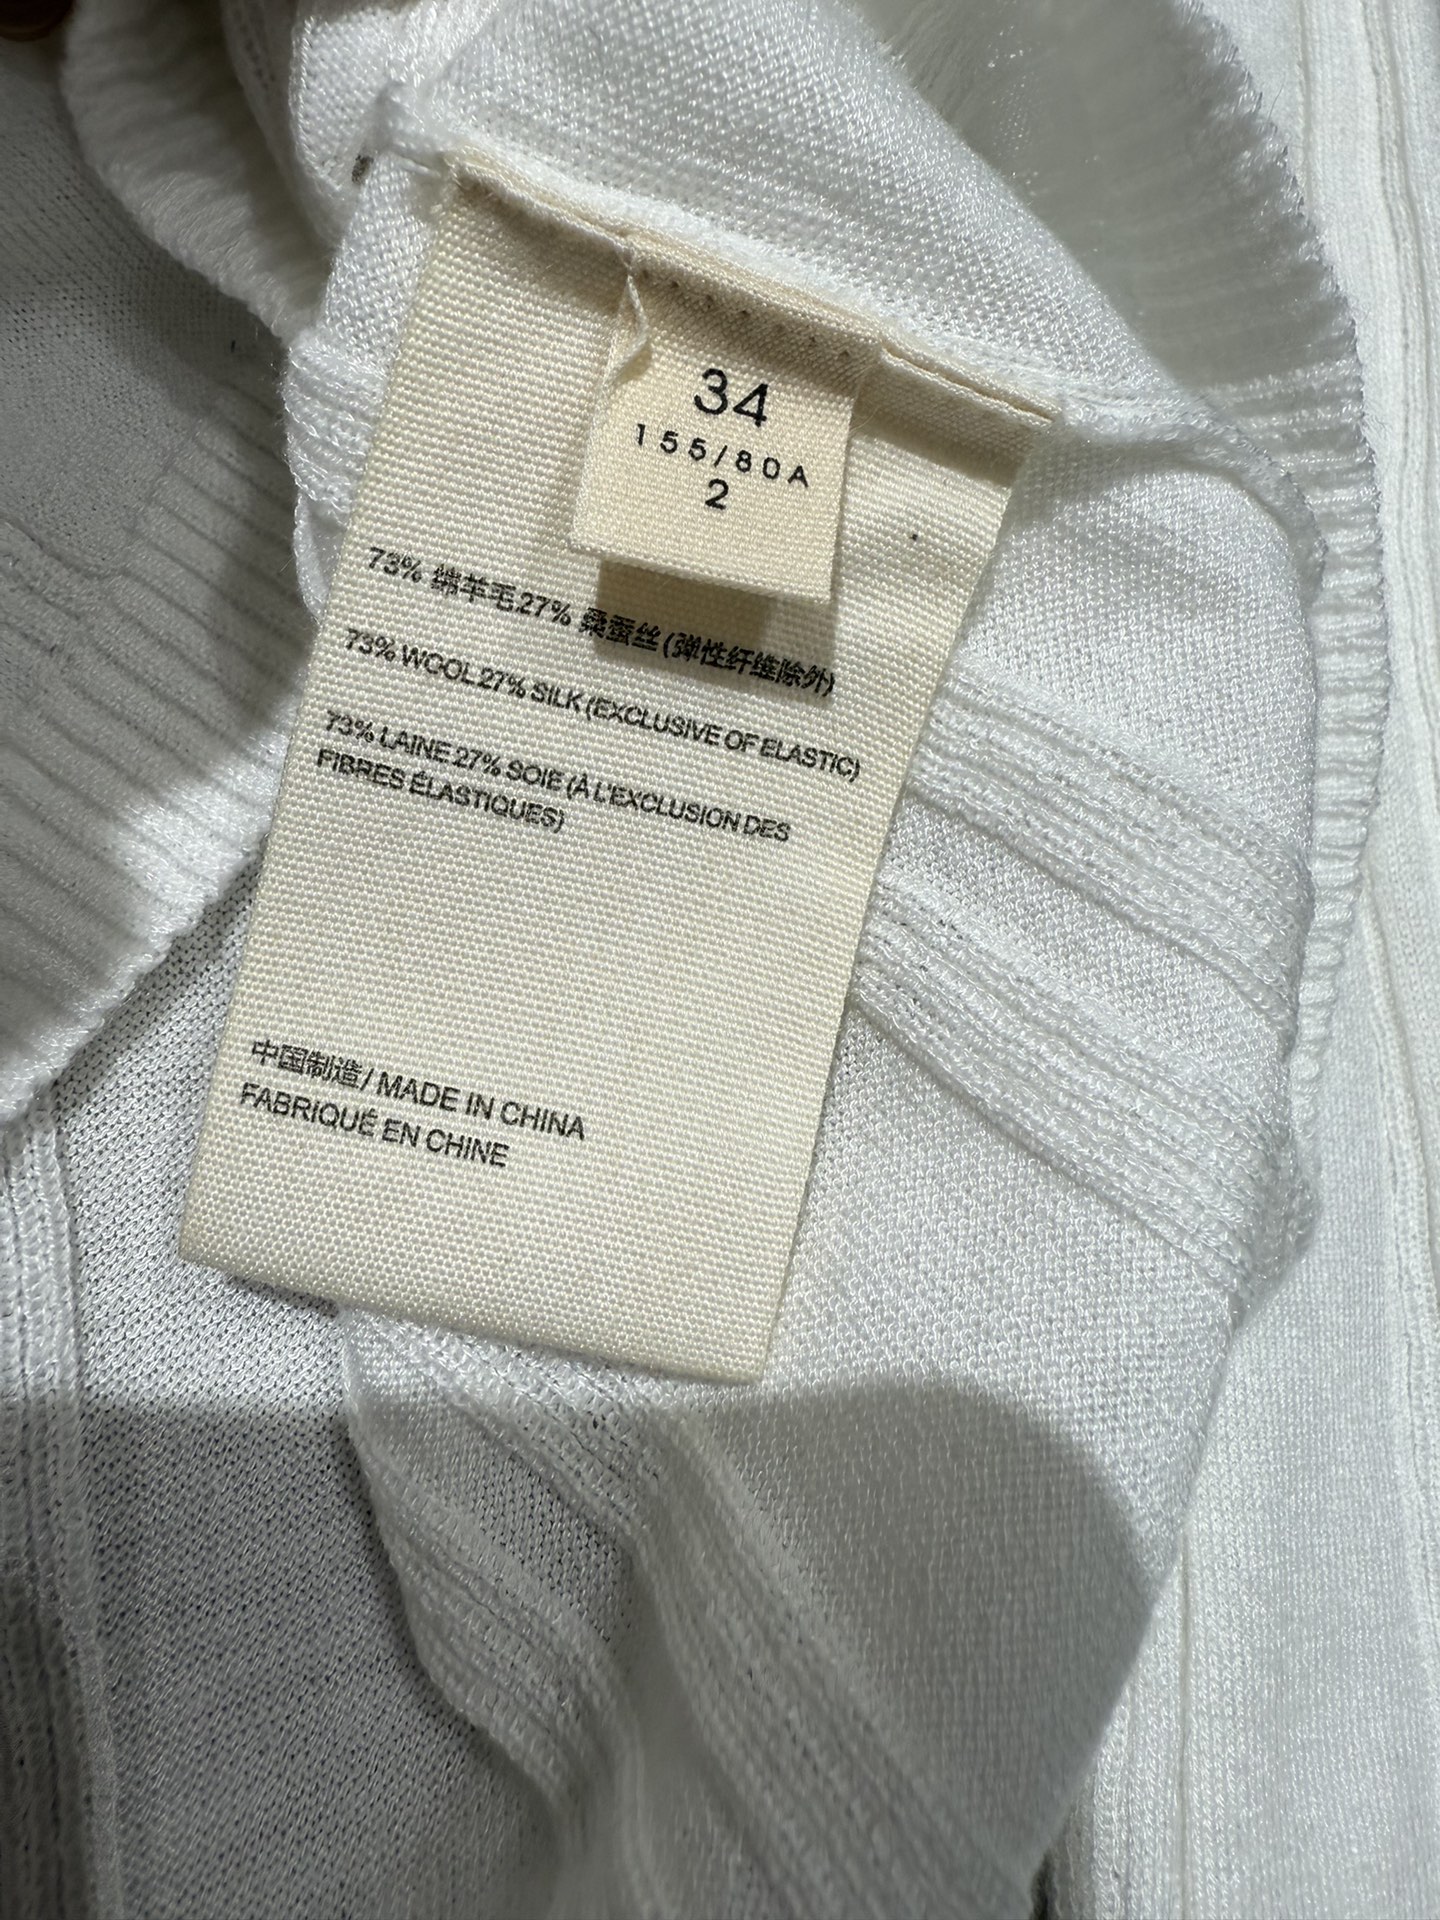 34
155/80A
2
73% 绵羊毛27% 桑蚕丝(弹性纤维除外)
73% WOOL27% SILK (EXCLUSIVE OF ELASTIC)
73% LAINE 27% SOIE (À L'EXCLUSION DES
FIBRES ÉLASTIQUES)
中国制造/ MADE IN CHINA
FABRIQUÉ EN CHINE